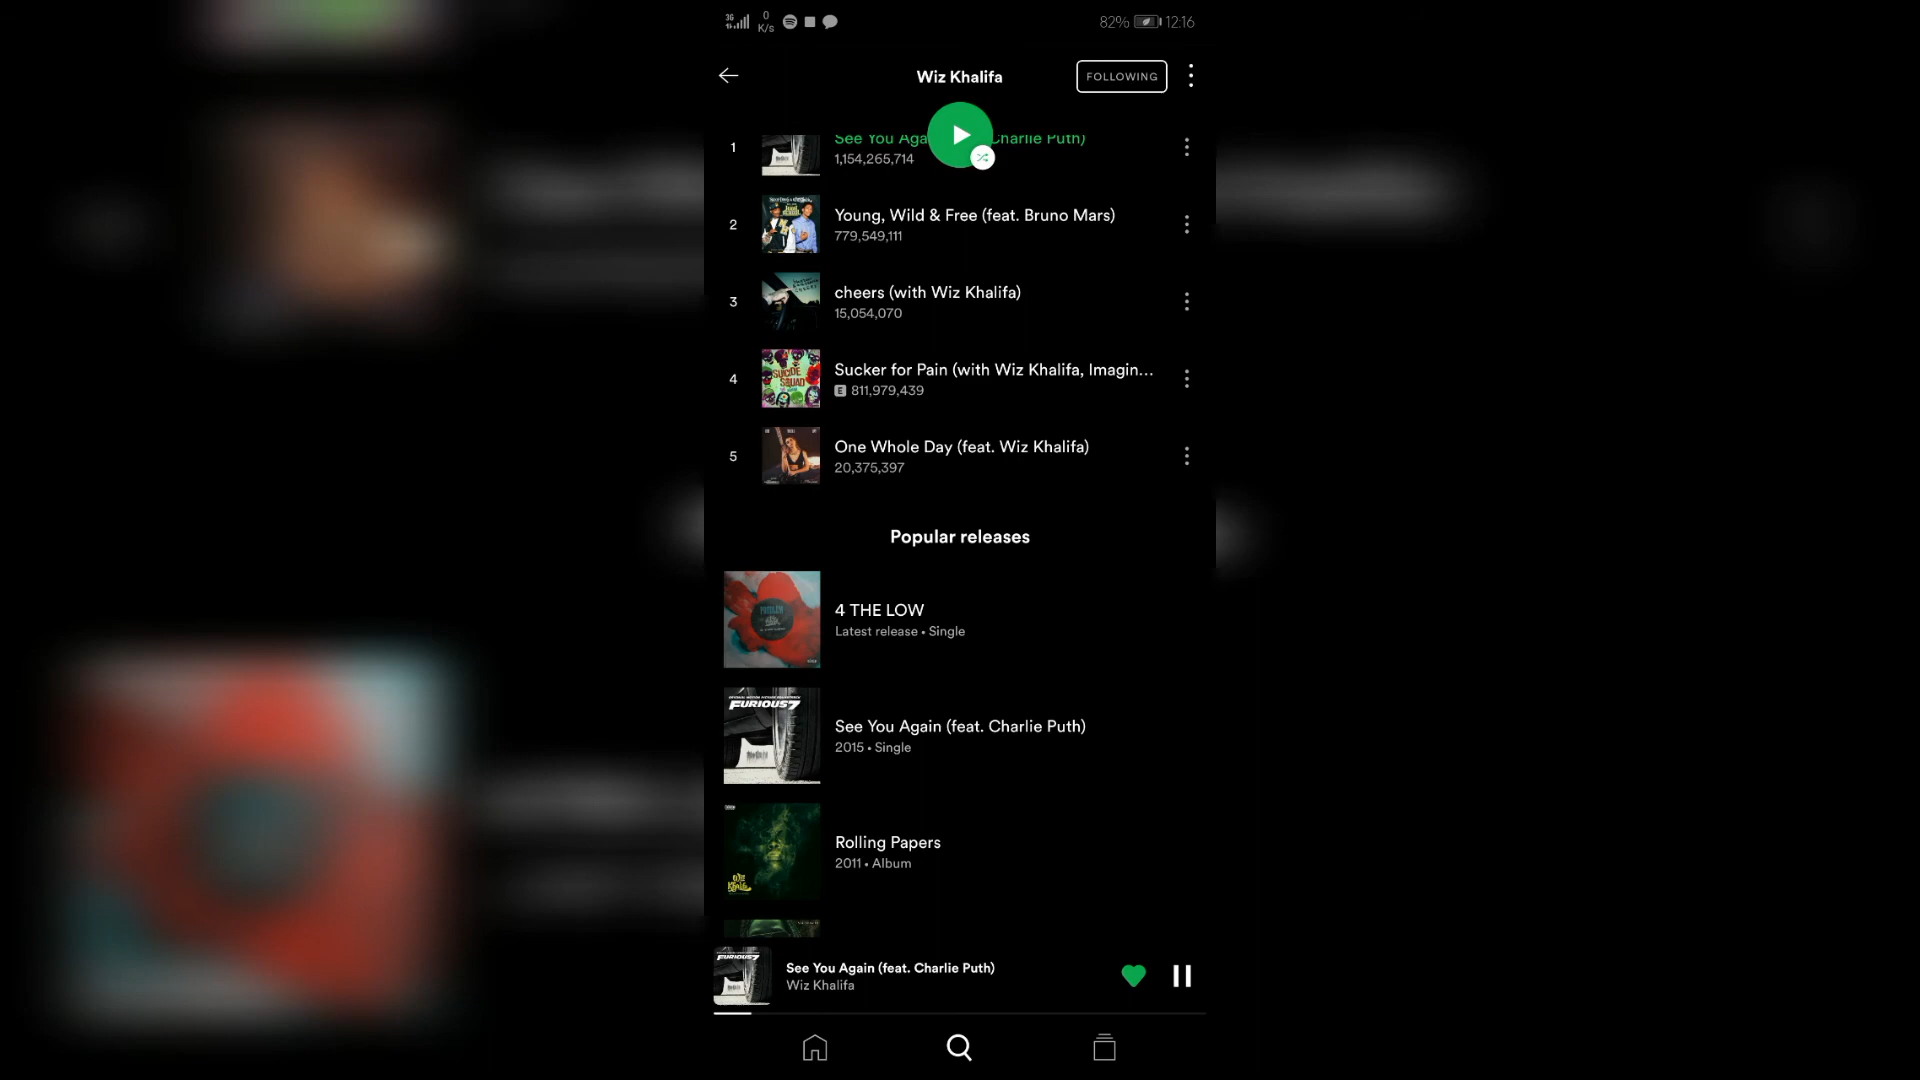 3G 0 K/s 82% 12:16
Wiz Khalifa FOLLOWING
1 See You Aga Charlie Puth)
1,154,265,714
2 Young, Wild & Free (feat. Bruno Mars)
779,549,111
3 cheers (with Wiz Khalifa)
15,054,070
4 Sucker for Pain (with Wiz Khalifa, Imagin...
E 811,979,439
5 One Whole Day (feat. Wiz Khalifa)
20,375,397
Popular releases
4 THE LOW
Latest release • Single
FURIOUS 7
See You Again (feat. Charlie Puth)
2015 • Single
Rolling Papers
2011 • Album
See You Again (feat. Charlie Puth)
Wiz Khalifa